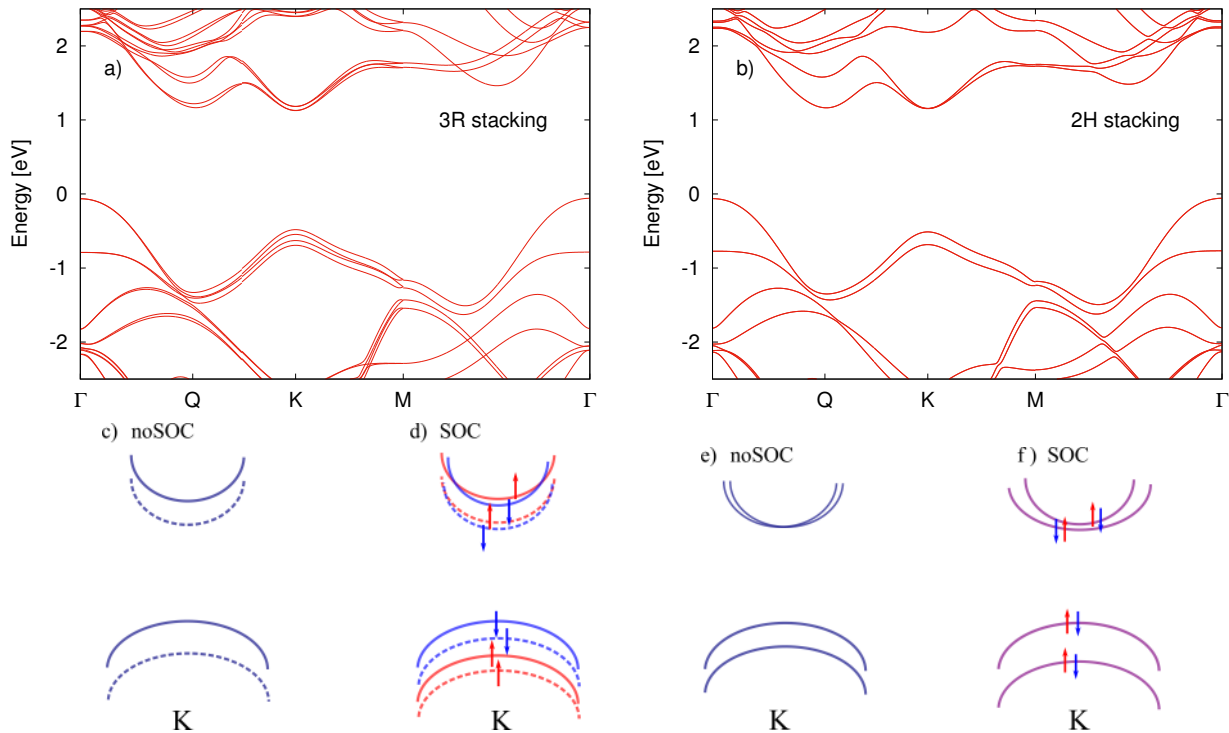 a)
3R stacking
Energy [eV]
2
1
0
-1
-2
Γ Q K M Γ
b)
2H stacking
Energy [eV]
2
1
0
-1
-2
Γ Q K M Γ
c) noSOC
K
d) SOC
K
e) noSOC
K
f ) SOC
K